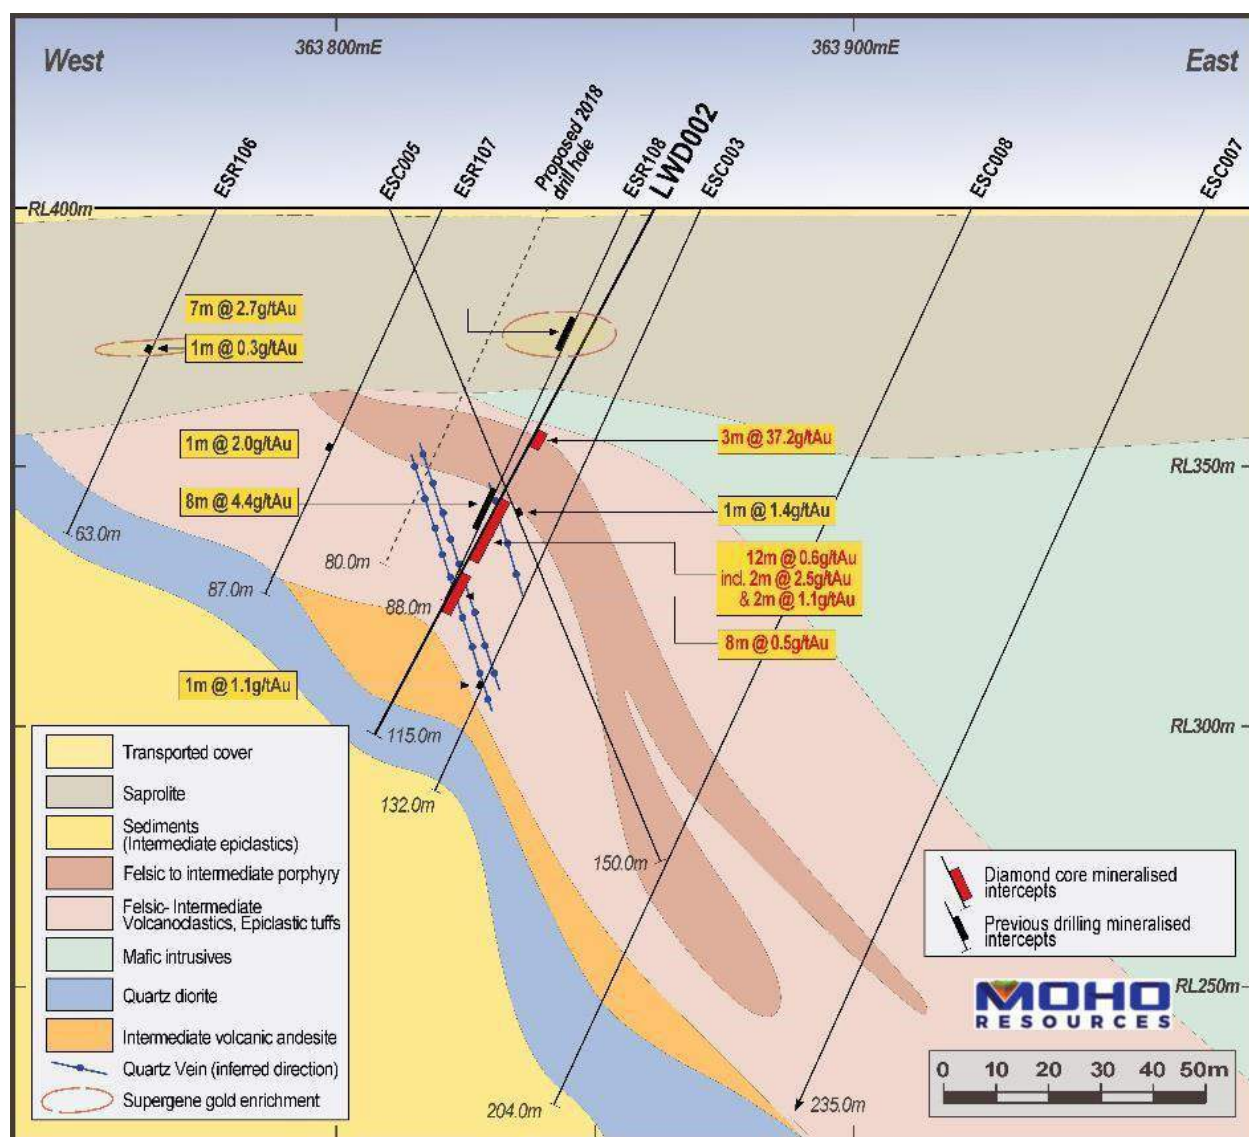 West
363 800mE
363 900mE
East
ESR106
ESC005
ESR107
Proposed 2018
drill hole
ESR108
LWD002
ESC003
ESC008
ESC007
RL400m
7m @ 2.7g/tAu
1m @ 0.3g/tAu
1m @ 2.0g/tAu
3m @ 37.2g/tAu
RL350m
8m @ 4.4g/tAu
1m @ 1.4g/tAu
63.0m
80.0m
12m @ 0.6g/tAu
incl. 2m @ 2.5g/tAu
& 2m @ 1.1g/tAu
87.0m
88.0m
8m @ 0.5g/tAu
1m @ 1.1g/tAu
RL300m
115.0m
132.0m
150.0m
Transported cover
Saprolite
Sediments
(Intermediate epiclastics)
Felsic to intermediate porphyry
Felsic- Intermediate
Volcanoclastics, Epiclastic tuffs
Mafic intrusives
Quartz diorite
Intermediate volcanic andesite
Quartz Vein (inferred direction)
Supergene gold enrichment
Diamond core mineralised
intercepts
Previous drilling mineralised
intercepts
MOHO
RESOURCES
RL250m
0 10 20 30 40 50m
204.0m
235.0m